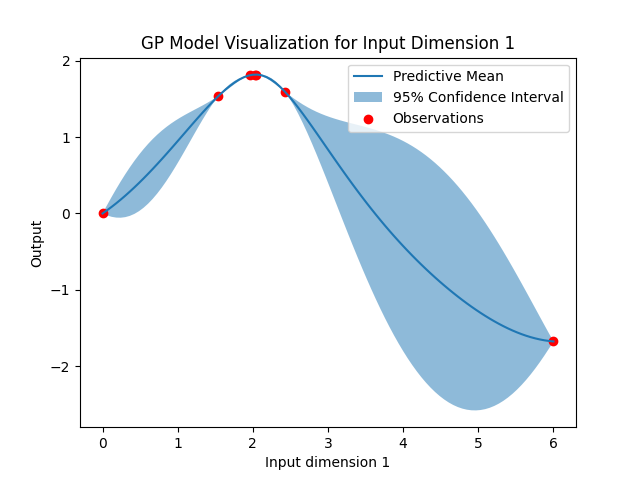 GP Model Visualization for Input Dimension 1
Predictive Mean
95% Confidence Interval
Observations
Output
2
1
0
−1
−2
0 1 2 3 4 5 6
Input dimension 1